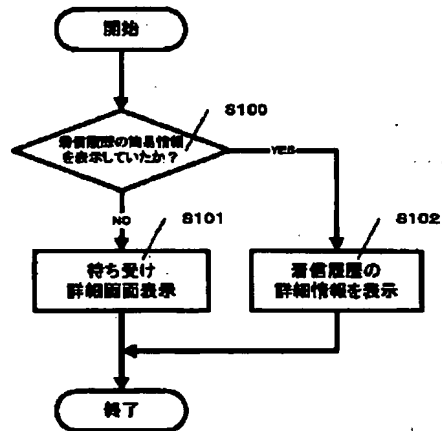 開始
S100
着信履歴の簡易情報
を表示していたか？
YES
NO
S101
S102
待ち受け
詳細画面表示
着信履歴の
詳細情報を表示
終了